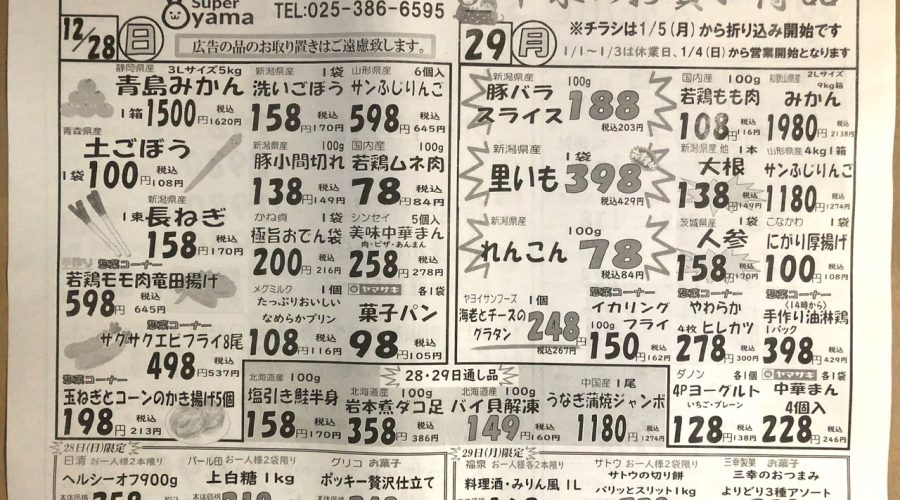 Super
Oyama
TEL:025-386-6595
12/28 日
広告の品のお取り置きはご遠慮致します。
静岡県産 3Lサイズ5kg
青島みかん
1箱 1500円 税込1620円
新潟県産 1袋
洗いごぼう
158円 税込170円
山形県産 6個入
サンふじりんご
598円 税込645円
青森県産
土ごぼう
1袋 100円 税込108円
新潟県産 100g
豚小間切れ
138円 税込149円
国内産 100g
若鶏ムネ肉
78円 税込84円
新潟県産
1束 長ねぎ
158円 税込170円
かね貞 1袋
極旨おでん袋
200円 税込216円
シンセイ 5個入
美味中華まん
肉・ピザ・あんまん
258円 税込278円
手作り 惣菜コーナー
若鶏モモ肉竜田揚げ
598円 税込645円
メグミルク 1個
たっぷりおいしい
なめらかプリン
108円 税込116円
ヤマザキ 各1袋
菓子パン
98円 税込105円
惣菜コーナー
サクサクエビフライ8尾
498円 税込537円
惣菜コーナー
玉ねぎとコーンのかき揚げ5個
198円 税込213円
29 月
※チラシは1/5(月)から折り込み開始です
1/1~1/3は休業日、1/4(日)から営業開始となります
新潟県産 100g
豚バラ
スライス
188 税込203円
国内産 100g
若鶏もも肉
108円 税込116円
和歌山県産 2Lサイズ
9kg箱
みかん
1980円 税込2138円
新潟県産 1袋
里いも
398 税込429円
新潟県産 他 1本
大根
138円 税込149円
山形県産 4kg1箱
サンふじりんご
1180円 税込1274円
新潟県産 100g
れんこん
78 税込84円
茨城県産 1袋
人参
158円 税込170円
こなかわ 1袋
にがり厚揚げ
100円 税込108円
ヤヨイサンフーズ 1個
海老とチーズの
グラタン
248 税込267円
惣菜コーナー
イカリング
100g フライ
150円 税込162円
惣菜コーナー
やわらか
4枚 ヒレカツ
278円 税込300円
惣菜コーナー
(14時から)
手作り油淋鶏
1パック
398円 税込429円
ダノン 各1個
4Pヨーグルト
いちご・プレーン
128円 税込138円
ヤマザキ 各1袋
中華まん
4個入
228円 税込246円
28・29日通し品
北海道産 100g
塩引き鮭半身
158円 税込170円
北海道産 100g
岩本煮ダコ足
358円 税込386円
北海道産 100g
バイ貝解凍
149円 税込160円
中国産 1尾
うなぎ蒲焼ジャンボ
1180円 税込1274円
28日(日)限定
日清 お一人様2本限り
ヘルシーオフ900g
本体価格
パール印 お一人様2袋限り
上白糖 1kg
本体価格
グリコ お菓子
ポッキー贅沢仕立て
本体価格
29日(月)限定
福泉 お一人様各2本限り
料理酒・みりん風 1L
本体価格
サトウ お一人様2袋限り
サトウの切り餅
パリッとスリット1kg
三幸製菓 お菓子
三幸のおつまみ
よりどり3種アソート